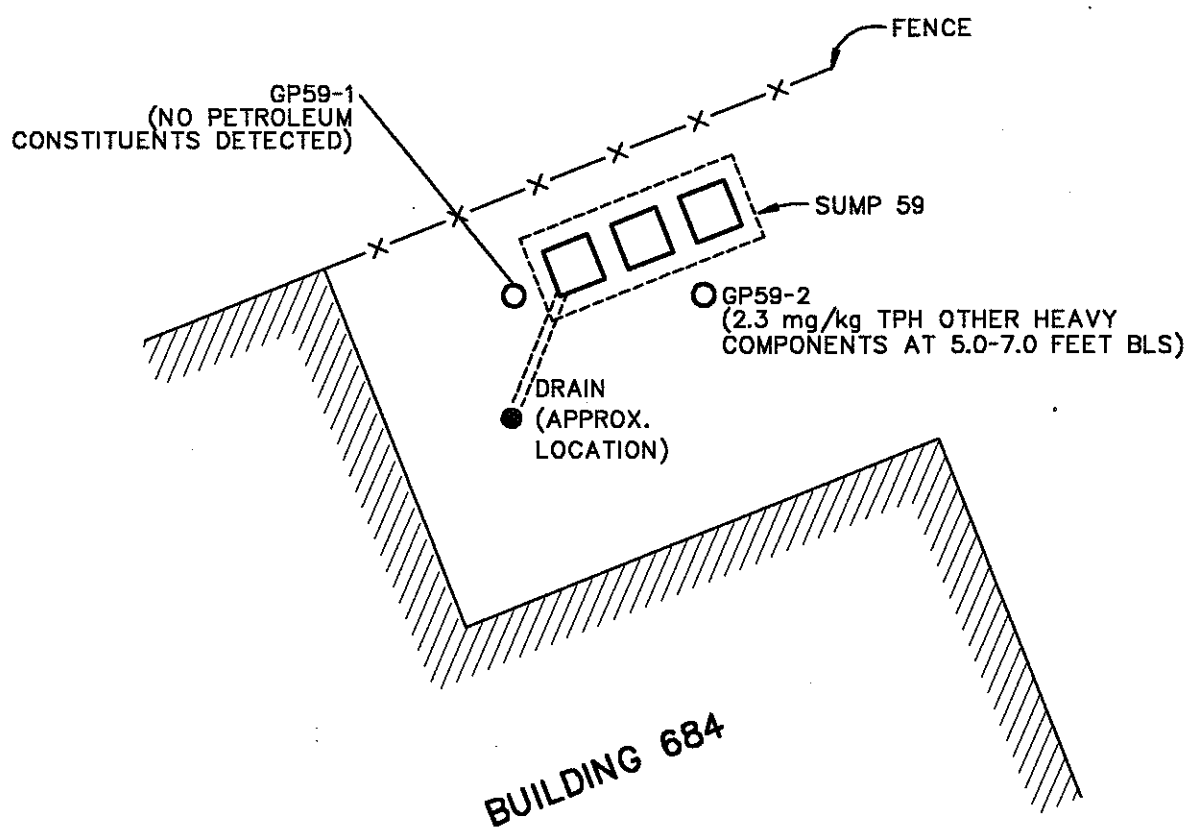 FENCE
GP59-1
(NO PETROLEUM
CONSTITUENTS DETECTED)
SUMP 59
GP59-2
(2.3 mg/kg TPH OTHER HEAVY
COMPONENTS AT 5.0-7.0 FEET BLS)
DRAIN
(APPROX.
LOCATION)
BUILDING 684